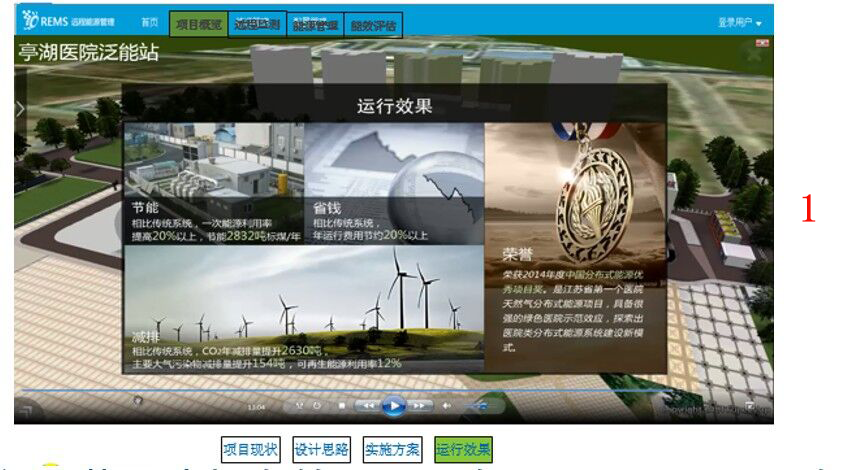 REMS 远程能源管理
首页
项目概览
能源管理
能效评估
登录用户
亭湖医院泛能站
运行效果
节能
相比传统系统，一次能源利用率
提高20%以上，节能2832吨标煤/年
省钱
相比传统系统，
年运行费用节约20%以上
荣誉
荣获2014年度中国分布式能源优
秀项目奖。是江苏省第一个医院
天然气分布式能源项目，具备很
强的绿色医院示范效应，探索出
医院类分布式能源系统建设新模
式。
减排
相比传统系统，CO₂年减排量提升2630吨，
主要大气污染物减排量提升154吨，可再生能源利用率12%
13:04
1
项目现状
设计思路
实施方案
运行效果